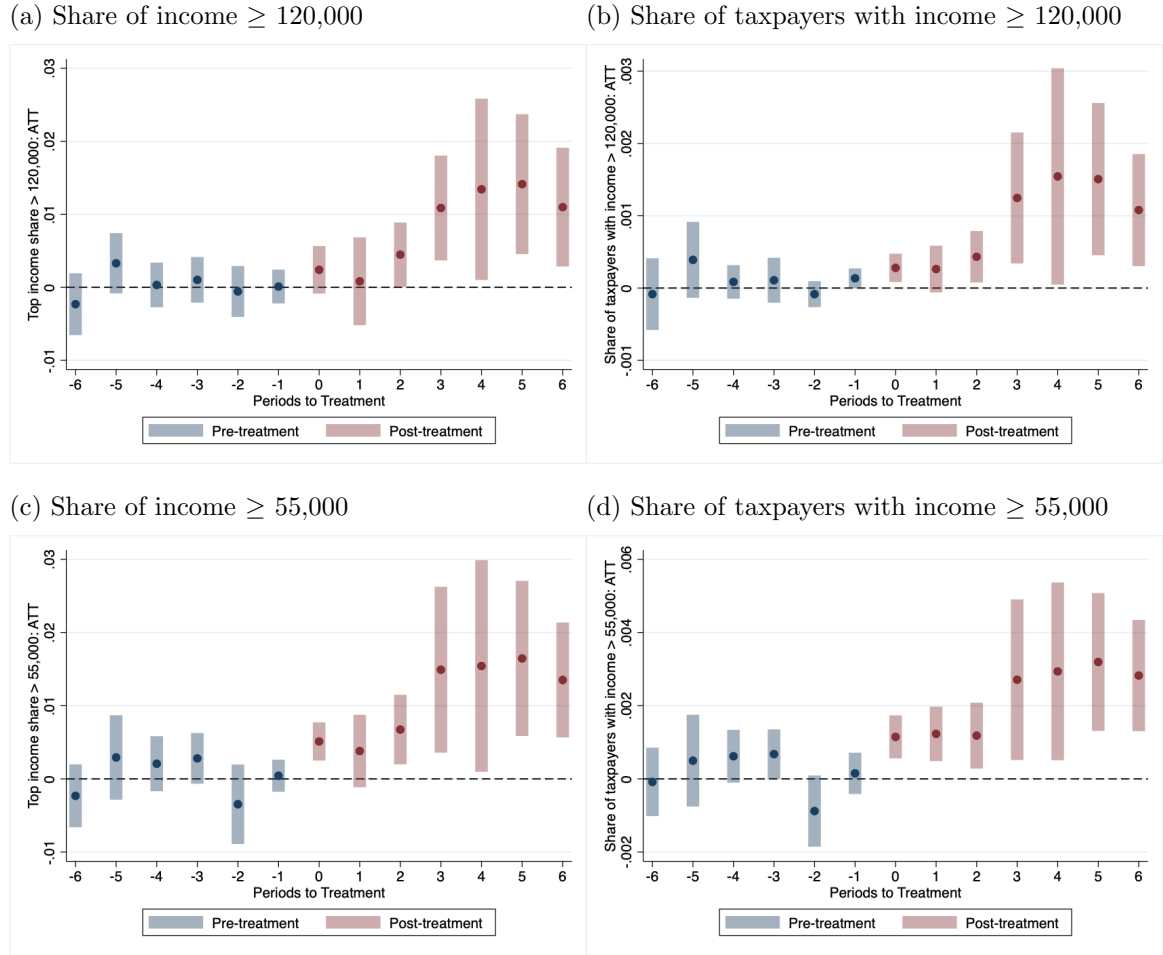 (a) Share of income ≥ 120,000
Top income share > 120,000: ATT
.03
.02
.01
0
-.01
-6 -5 -4 -3 -2 -1 0 1 2 3 4 5 6
Periods to Treatment
Pre-treatment Post-treatment
(b) Share of taxpayers with income ≥ 120,000
Share of taxpayers with income > 120,000: ATT
.003
.002
.001
0
-.001
-6 -5 -4 -3 -2 -1 0 1 2 3 4 5 6
Periods to Treatment
Pre-treatment Post-treatment
(c) Share of income ≥ 55,000
Top income share > 55,000: ATT
.03
.02
.01
0
-.01
-6 -5 -4 -3 -2 -1 0 1 2 3 4 5 6
Periods to Treatment
Pre-treatment Post-treatment
(d) Share of taxpayers with income ≥ 55,000
Share of taxpayers with income > 55,000: ATT
.006
.004
.002
0
-.002
-6 -5 -4 -3 -2 -1 0 1 2 3 4 5 6
Periods to Treatment
Pre-treatment Post-treatment